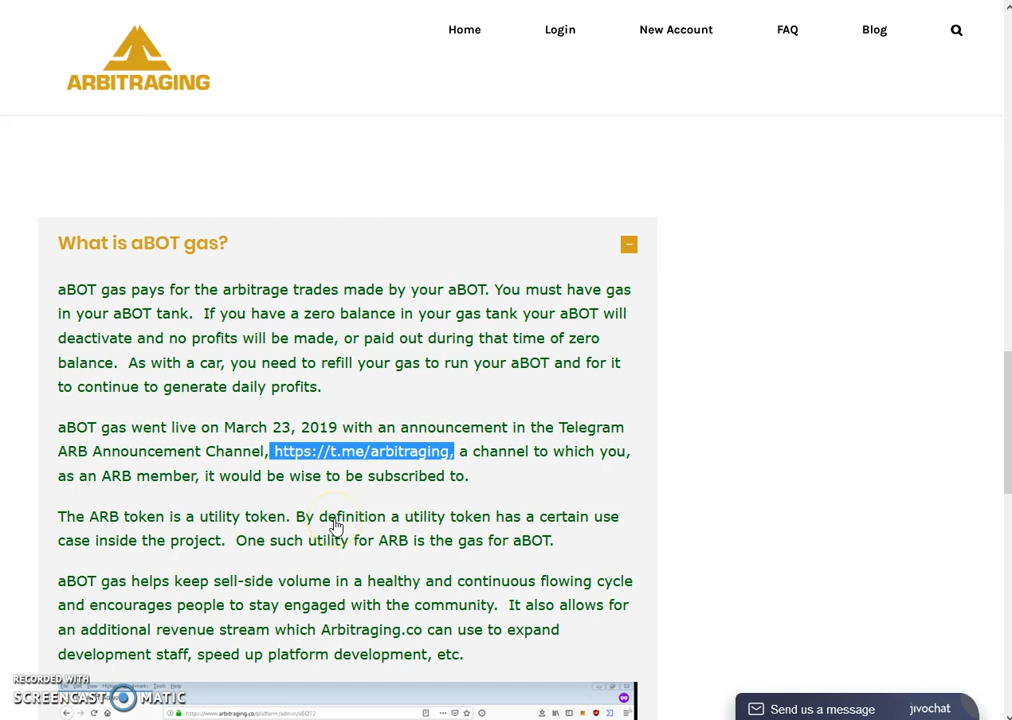 Home Login New Account FAQ Blog
ARBITRAGING
What is aBOT gas?
aBOT gas pays for the arbitrage trades made by your aBOT. You must have gas
in your aBOT tank.  If you have a zero balance in your gas tank your aBOT will
deactivate and no profits will be made, or paid out during that time of zero
balance.  As with a car, you need to refill your gas to run your aBOT and for it
to continue to generate daily profits.
aBOT gas went live on March 23, 2019 with an announcement in the Telegram
ARB Announcement Channel, https://t.me/arbitraging, a channel to which you,
as an ARB member, it would be wise to be subscribed to.
The ARB token is a utility token. By definition a utility token has a certain use
case inside the project.  One such utility for ARB is the gas for aBOT.
aBOT gas helps keep sell-side volume in a healthy and continuous flowing cycle
and encourages people to stay engaged with the community.  It also allows for
an additional revenue stream which Arbitraging.co can use to expand
development staff, speed up platform development, etc.
RECORDED WITH
SCREENCAST MATIC
https://www.arbitraging.co/platform/admin/aBOT2
Send us a message jivochat